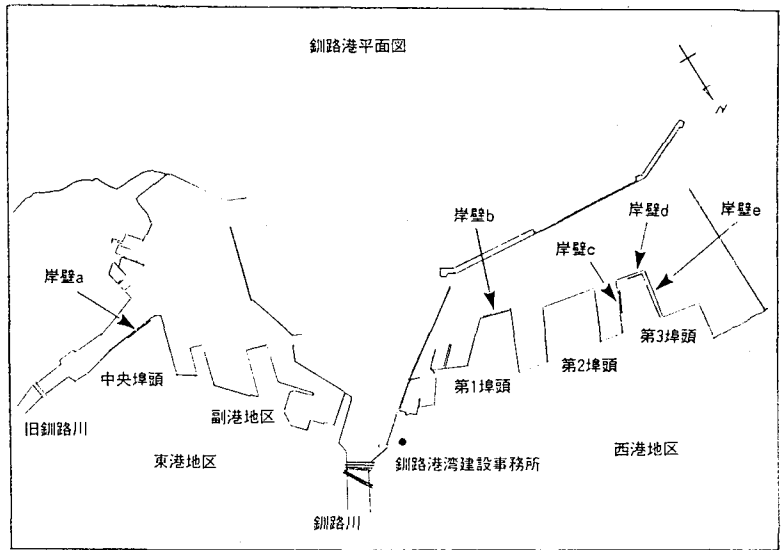 釧路港平面図
N
岸壁b
岸壁d
岸壁e
岸壁c
岸壁a
中央埠頭
副港地区
第1埠頭
第2埠頭
第3埠頭
旧釧路川
東港地区
釧路港湾建設事務所
西港地区
釧路川